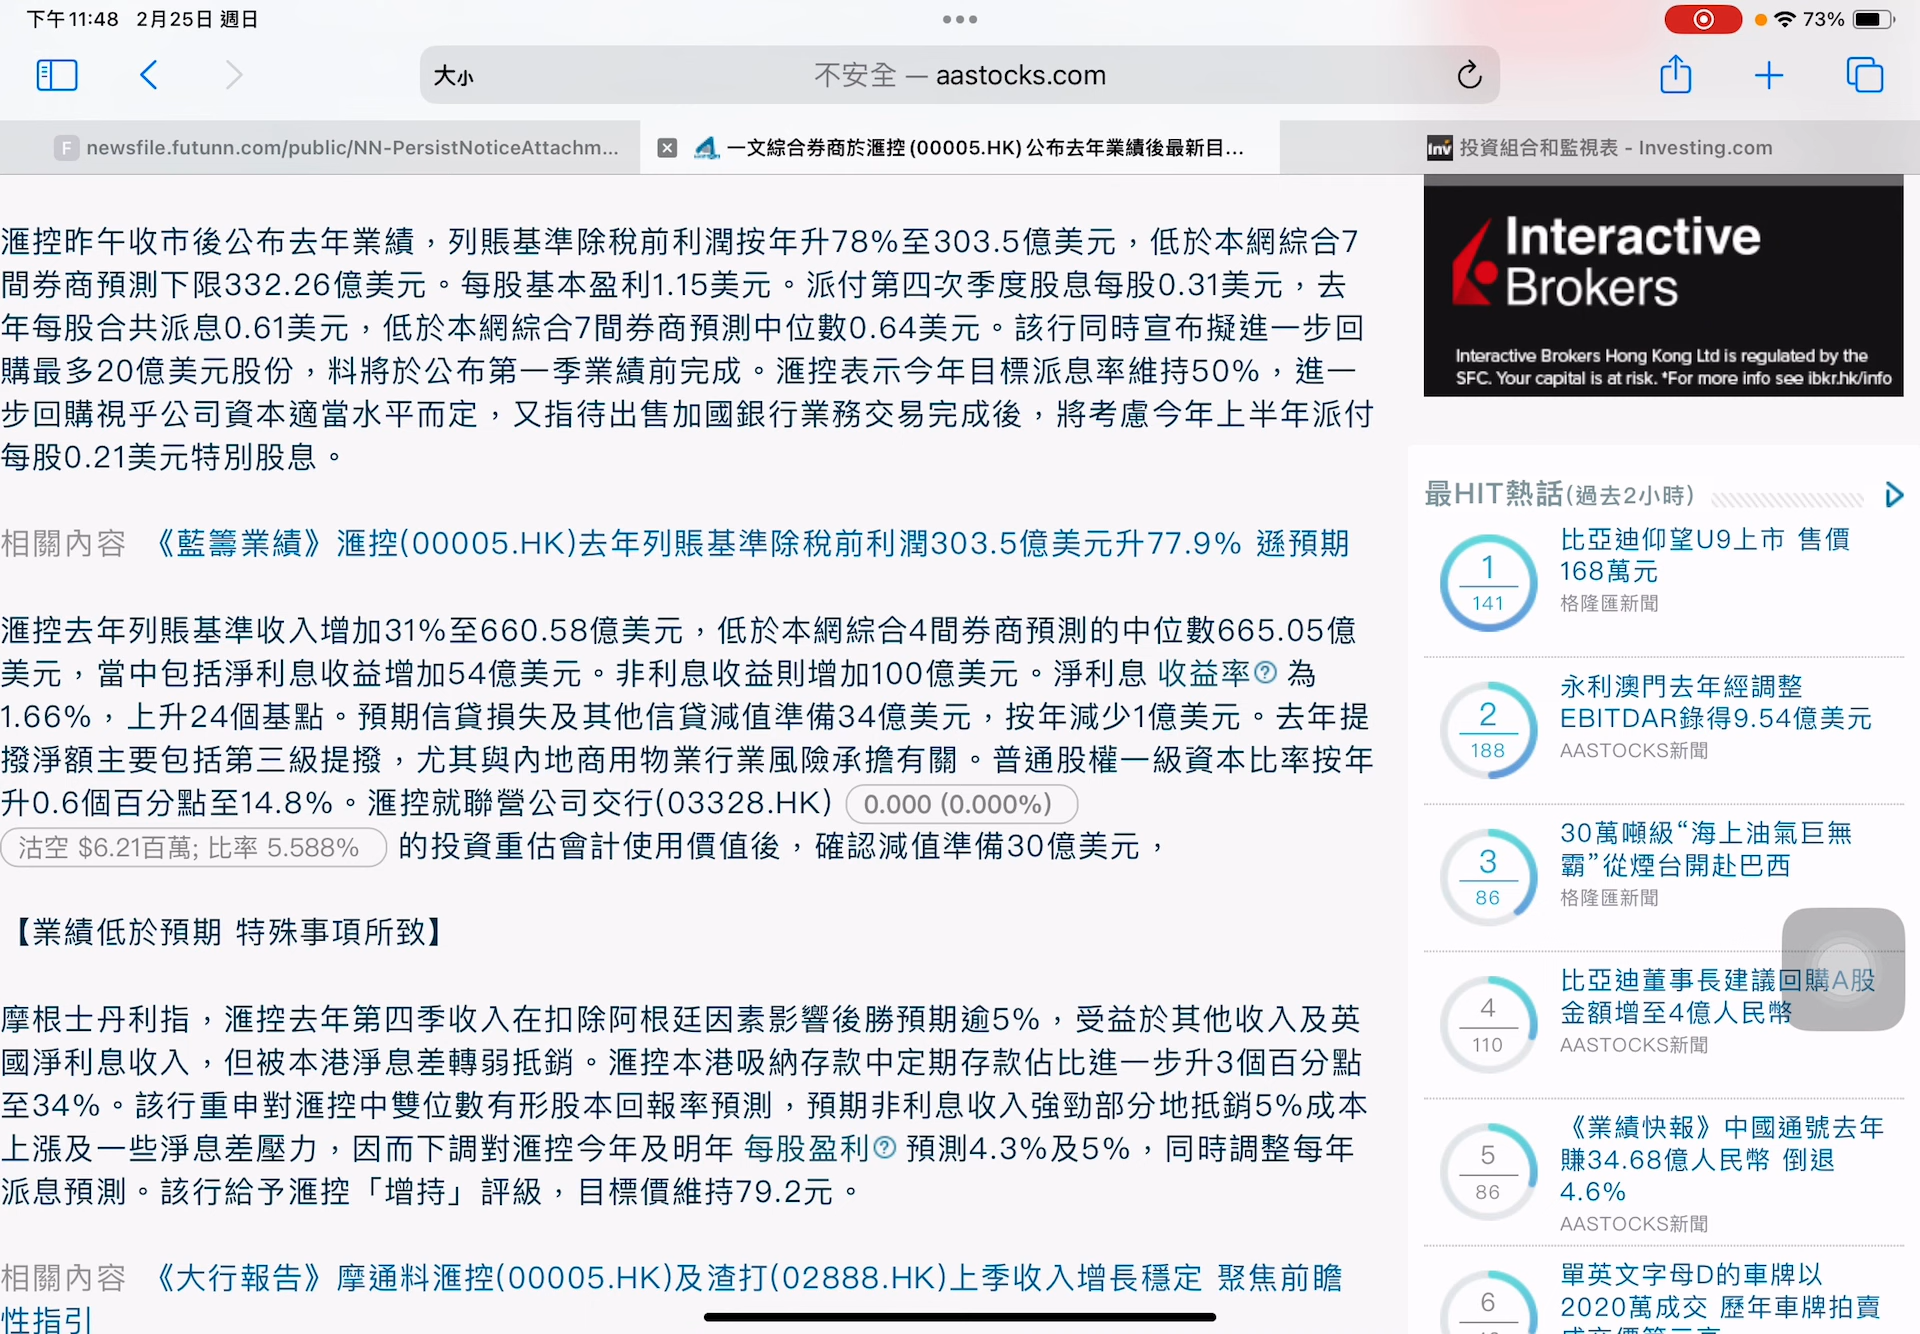 下午11:48 2月25日 週日
73%
大小
不安全 — aastocks.com
F newsfile.futunn.com/public/NN-PersistNoticeAttachm...
一文綜合券商於滙控(00005.HK)公布去年業績後最新目...
Inv 投資組合和監視表 - Investing.com
滙控昨午收市後公布去年業績，列賬基準除稅前利潤按年升78%至303.5億美元，低於本網綜合7
間券商預測下限332.26億美元。每股基本盈利1.15美元。派付第四次季度股息每股0.31美元，去
年每股合共派息0.61美元，低於本網綜合7間券商預測中位數0.64美元。該行同時宣布擬進一步回
購最多20億美元股份，料將於公布第一季業績前完成。滙控表示今年目標派息率維持50%，進一
步回購視乎公司資本適當水平而定，又指待出售加國銀行業務交易完成後，將考慮今年上半年派付
每股0.21美元特別股息。
相關內容 《藍籌業績》滙控(00005.HK)去年列賬基準除稅前利潤303.5億美元升77.9% 遜預期
滙控去年列賬基準收入增加31%至660.58億美元，低於本網綜合4間券商預測的中位數665.05億
美元，當中包括淨利息收益增加54億美元。非利息收益則增加100億美元。淨利息 收益率? 為
1.66%，上升24個基點。預期信貸損失及其他信貸減值準備34億美元，按年減少1億美元。去年提
撥淨額主要包括第三級提撥，尤其與內地商用物業行業風險承擔有關。普通股權一級資本比率按年
升0.6個百分點至14.8%。滙控就聯營公司交行(03328.HK) 0.000 (0.000%)
沽空 $6.21百萬; 比率 5.588% 的投資重估會計使用價值後，確認減值準備30億美元，
【業績低於預期 特殊事項所致】
摩根士丹利指，滙控去年第四季收入在扣除阿根廷因素影響後勝預期逾5%，受益於其他收入及英
國淨利息收入，但被本港淨息差轉弱抵銷。滙控本港吸納存款中定期存款佔比進一步升3個百分點
至34%。該行重申對滙控中雙位數有形股本回報率預測，預期非利息收入強勁部分地抵銷5%成本
上漲及一些淨息差壓力，因而下調對滙控今年及明年 每股盈利? 預測4.3%及5%，同時調整每年
派息預測。該行給予滙控「增持」評級，目標價維持79.2元。
相關內容 《大行報告》摩通料滙控(00005.HK)及渣打(02888.HK)上季收入增長穩定 聚焦前瞻
性指引
Interactive
Brokers
Interactive Brokers Hong Kong Ltd is regulated by the
SFC. Your capital is at risk. *For more info see ibkr.hk/info
最HIT熱話(過去2小時)
1
141
比亞迪仰望U9上市 售價
168萬元
格隆匯新聞
2
188
永利澳門去年經調整
EBITDAR錄得9.54億美元
AASTOCKS新聞
3
86
30萬噸級“海上油氣巨無
霸”從煙台開赴巴西
格隆匯新聞
4
110
比亞迪董事長建議回購A股
金額增至4億人民幣
AASTOCKS新聞
5
86
《業績快報》中國通號去年
賺34.68億人民幣 倒退
4.6%
AASTOCKS新聞
6
單英文字母D的車牌以
2020萬成交 歷年車牌拍賣